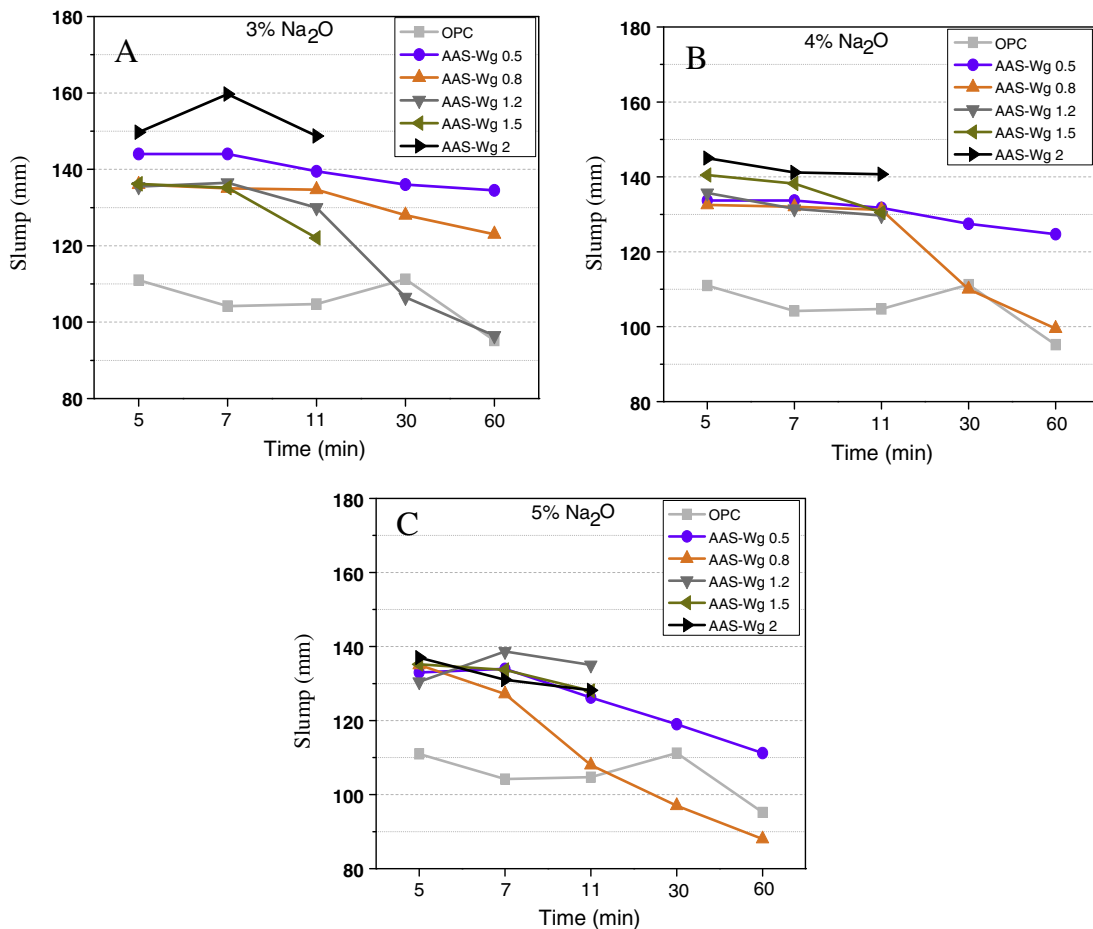 A
3% Na₂O
OPC
AAS-Wg 0.5
AAS-Wg 0.8
AAS-Wg 1.2
AAS-Wg 1.5
AAS-Wg 2
180
160
140
120
100
80
Slump (mm)
5 7 11 30 60
Time (min)
B
4% Na₂O
OPC
AAS-Wg 0.5
AAS-Wg 0.8
AAS-Wg 1.2
AAS-Wg 1.5
AAS-Wg 2
180
160
140
120
100
80
Slump (mm)
5 7 11 30 60
Time (min)
C
5% Na₂O
OPC
AAS-Wg 0.5
AAS-Wg 0.8
AAS-Wg 1.2
AAS-Wg 1.5
AAS-Wg 2
180
160
140
120
100
80
Slump (mm)
5 7 11 30 60
Time (min)